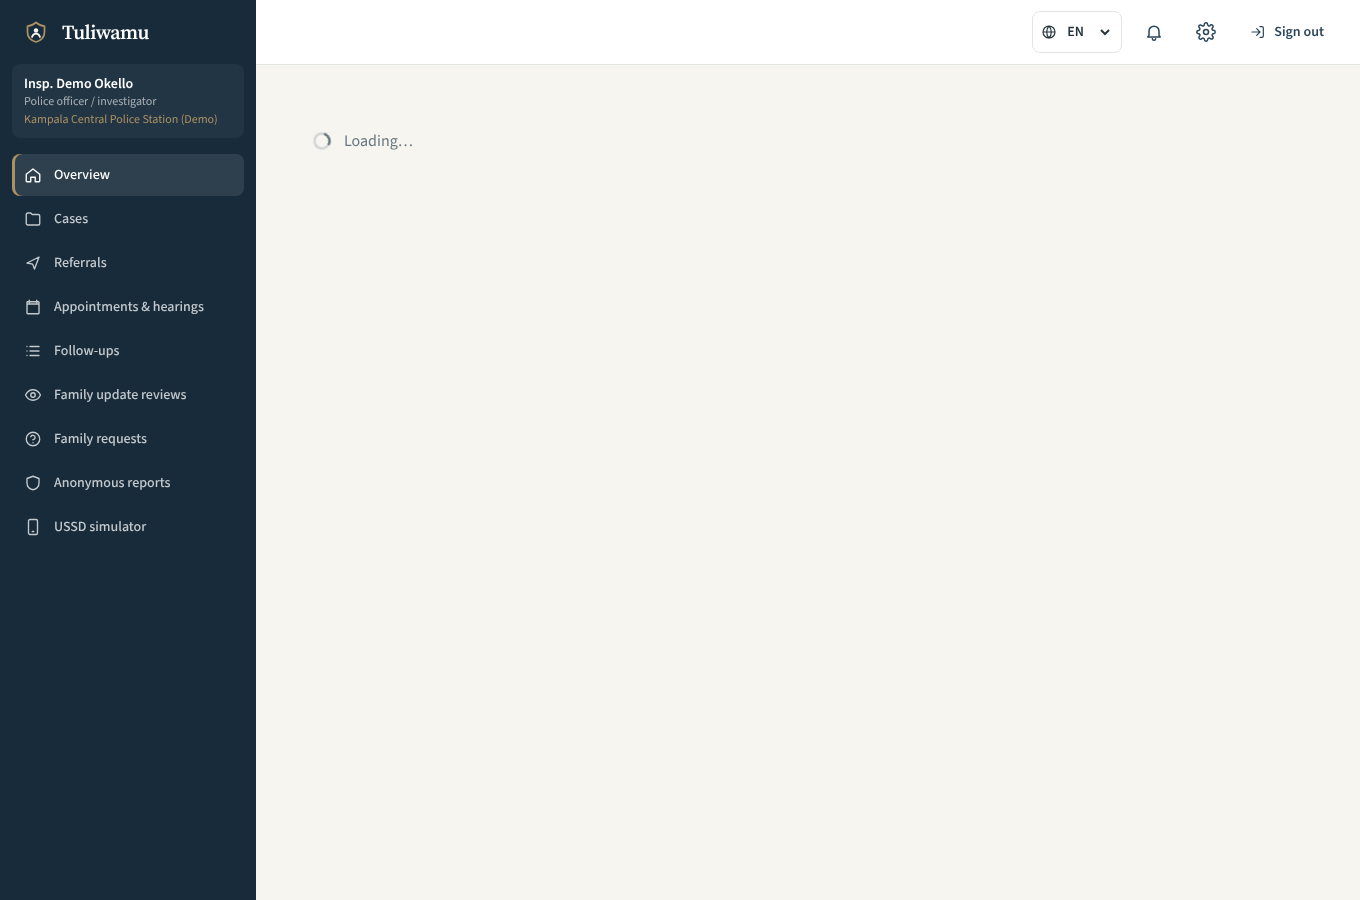 Tuliwamu
EN
Sign out
Insp. Demo Okello
Police officer / investigator
Kampala Central Police Station (Demo)
Loading…
Overview
Cases
Referrals
Appointments & hearings
Follow-ups
Family update reviews
Family requests
Anonymous reports
USSD simulator